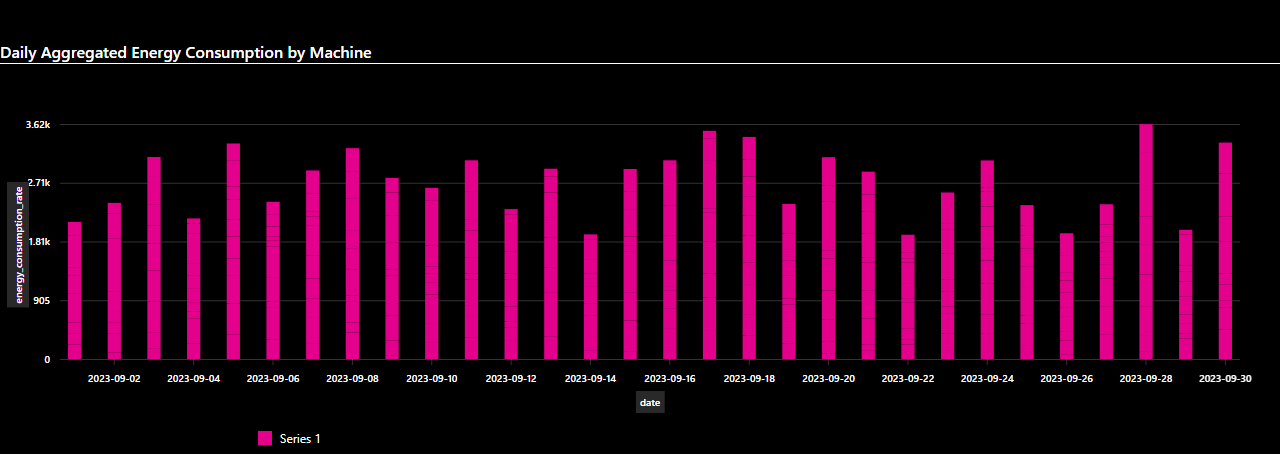 Daily Aggregated Energy Consumption by Machine
3.62k
2.71k
1.81k
905
0
energy_consumption_rate
2023-09-02 2023-09-04 2023-09-06 2023-09-08 2023-09-10 2023-09-12 2023-09-14 2023-09-16 2023-09-18 2023-09-20 2023-09-22 2023-09-24 2023-09-26 2023-09-28 2023-09-30
date
Series 1